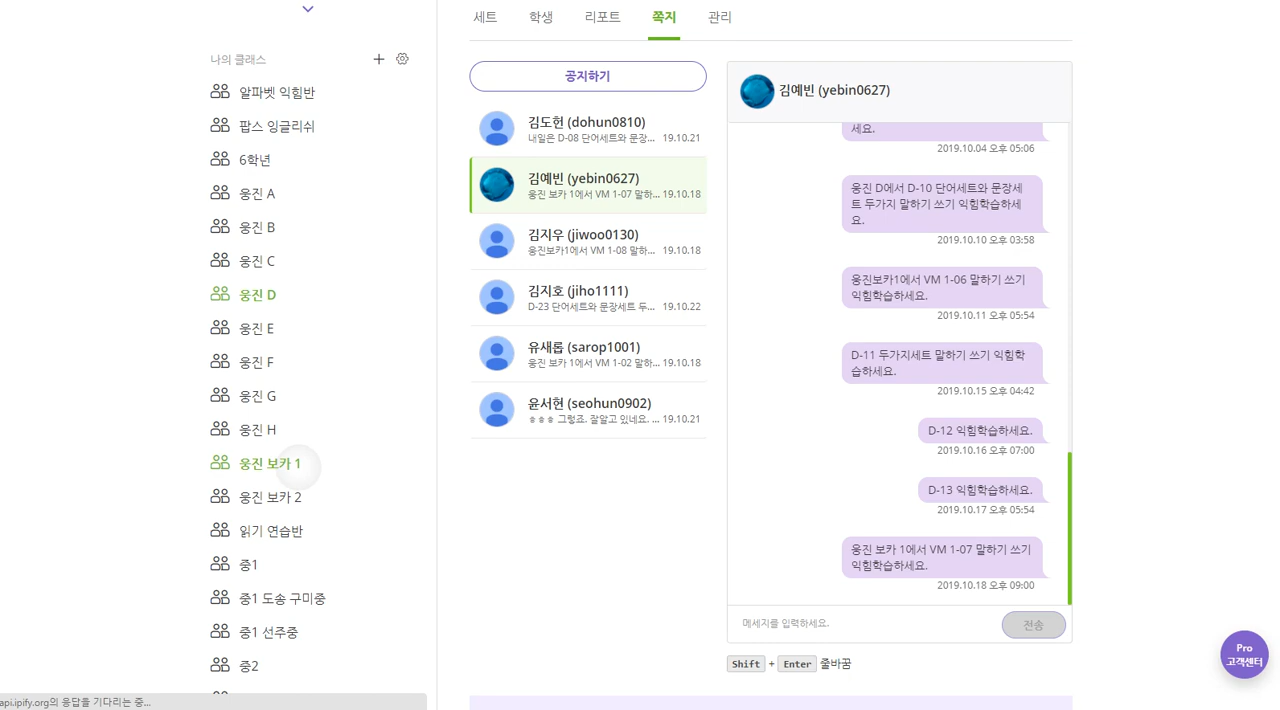 세트 학생 리포트 쪽지 관리
나의 클래스
알파벳 익힘반
팝스 잉글리쉬
6학년
웅진 A
웅진 B
웅진 C
웅진 D
웅진 E
웅진 F
웅진 G
웅진 H
웅진 보카 1
웅진 보카 2
읽기 연습반
중1
중1 도송 구미중
중1 선주중
중2
api.ipify.org의 응답을 기다리는 중...
공지하기
김도헌 (dohun0810)
내일은 D-08 단어세트와 문장... 19.10.21
김예빈 (yebin0627)
웅진 보카 1에서 VM 1-07 말하... 19.10.18
김지우 (jiwoo0130)
웅진보카1에서 VM 1-08 말하... 19.10.18
김지호 (jiho1111)
D-23 단어세트와 문장세트 두... 19.10.22
유새롭 (sarop1001)
웅진 보카 1에서 VM 1-02 말하... 19.10.18
윤서현 (seohun0902)
ㅎㅎㅎ 그렇죠. 잘알고 있네요. ... 19.10.21
김예빈 (yebin0627)
세요.
2019.10.04 오후 05:06
웅진 D에서 D-10 단어세트와 문장세
트 두가지 말하기 쓰기 익힘학습하세
요.
2019.10.10 오후 03:58
웅진보카1에서 VM 1-06 말하기 쓰기
익힘학습하세요.
2019.10.11 오후 05:54
D-11 두가지세트 말하기 쓰기 익힘학
습하세요.
2019.10.15 오후 04:42
D-12 익힘학습하세요.
2019.10.16 오후 07:00
D-13 익힘학습하세요.
2019.10.17 오후 05:54
웅진 보카 1에서 VM 1-07 말하기 쓰기
익힘학습하세요.
2019.10.18 오후 09:00
메세지를 입력하세요.
전송
Shift + Enter 줄바꿈
Pro
고객센터